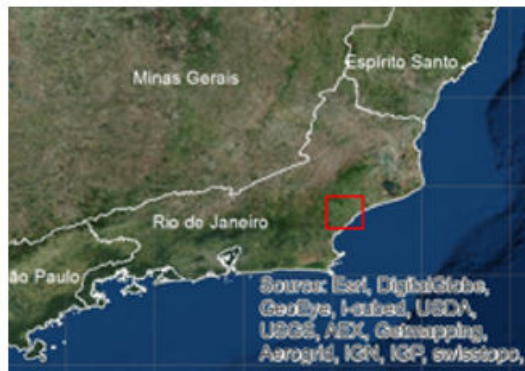 Espírito Santo
Minas Gerais
Rio de Janeiro
ão Paulo
Source: Esri, DigitalGlobe,
GeoEye, i-cubed, USDA,
USGS, AEX, Getmapping,
Aerogrid, IGN, IGP, swisstopo,